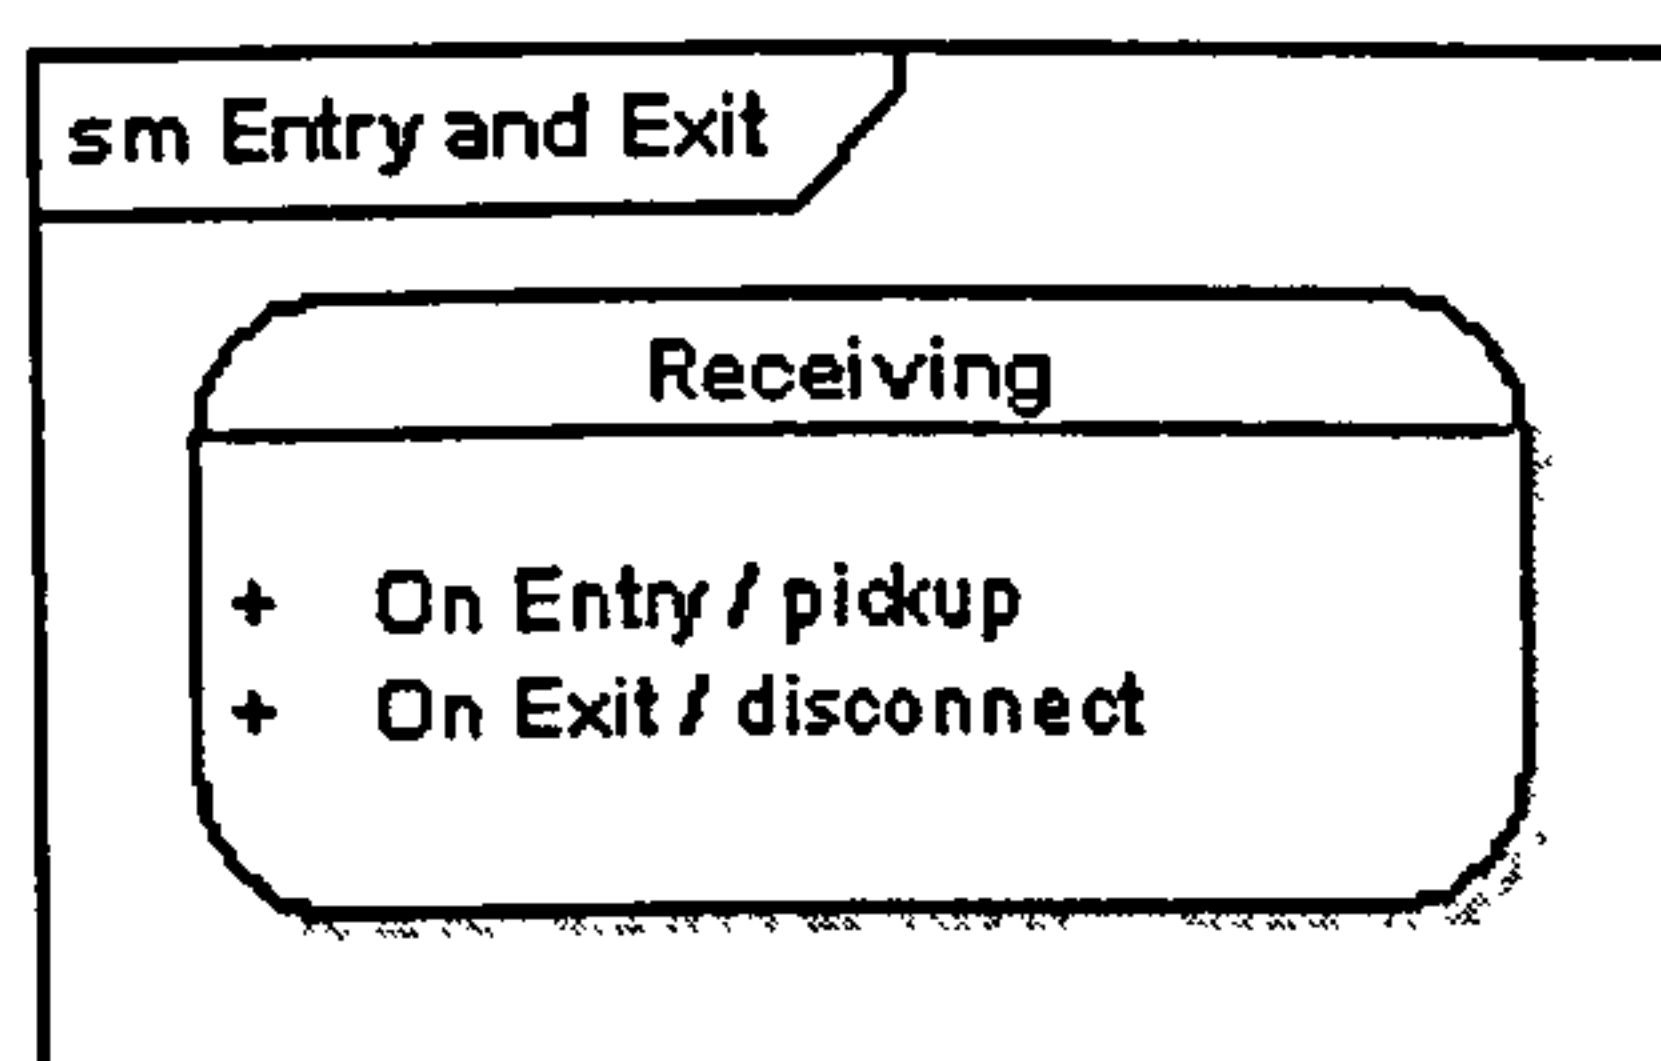 sm Entry and Exit
Receiving
+ On Entry / pickup
+ On Exit / disconnect